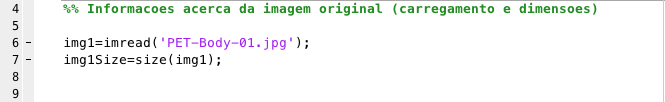 4 %% Informacoes acerca da imagem original (carregamento e dimensoes)
5
6 - img1=imread('PET-Body-01.jpg');
7 - img1Size=size(img1);
8
9